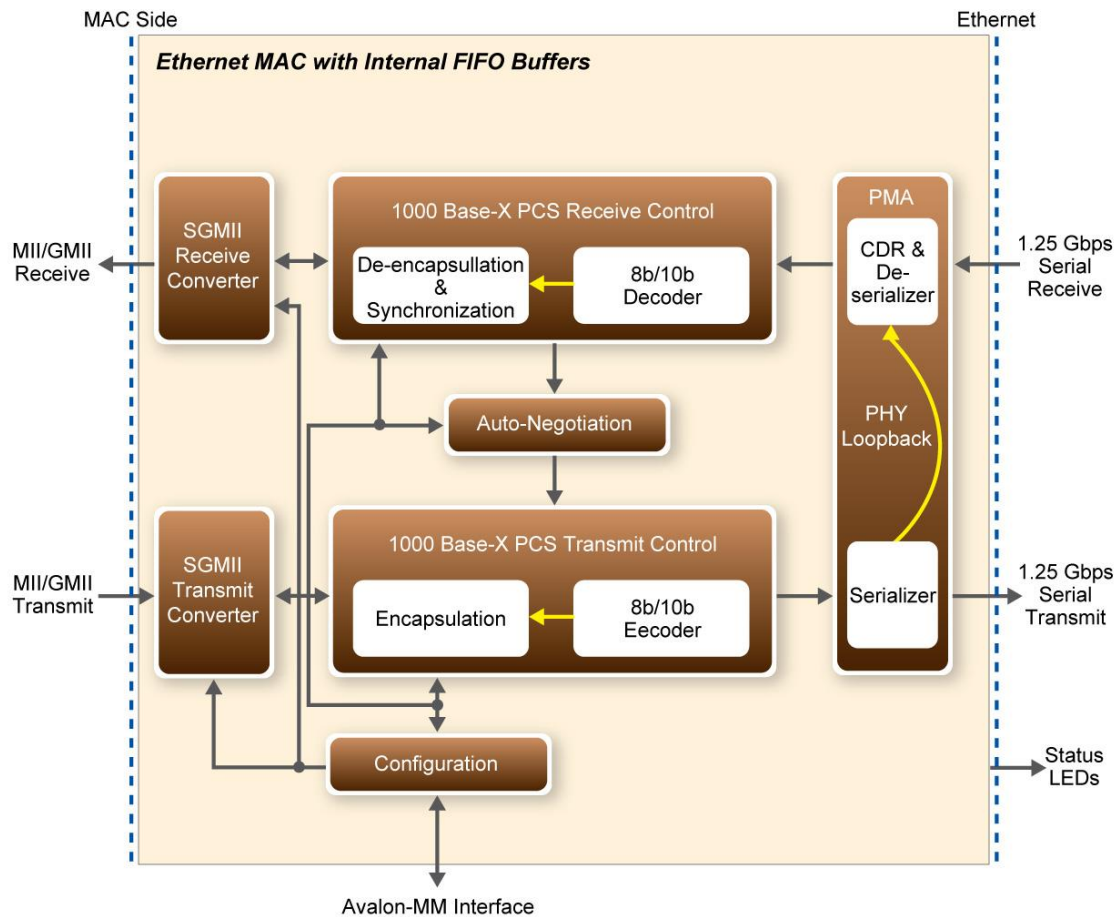 MAC Side
Ethernet
Ethernet MAC with Internal FIFO Buffers
SGMII
Receive
Converter
1000 Base-X PCS Receive Control
De-encapsullation
&
Synchronization
8b/10b
Decoder
PMA
CDR &
De-
serializer
MII/GMII
Receive
1.25 Gbps
Serial
Receive
Auto-Negotiation
PHY
Loopback
SGMII
Transmit
Converter
1000 Base-X PCS Transmit Control
Encapsulation
8b/10b
Eecoder
Serializer
MII/GMII
Transmit
1.25 Gbps
Serial
Transmit
Configuration
Status
LEDs
Avalon-MM Interface